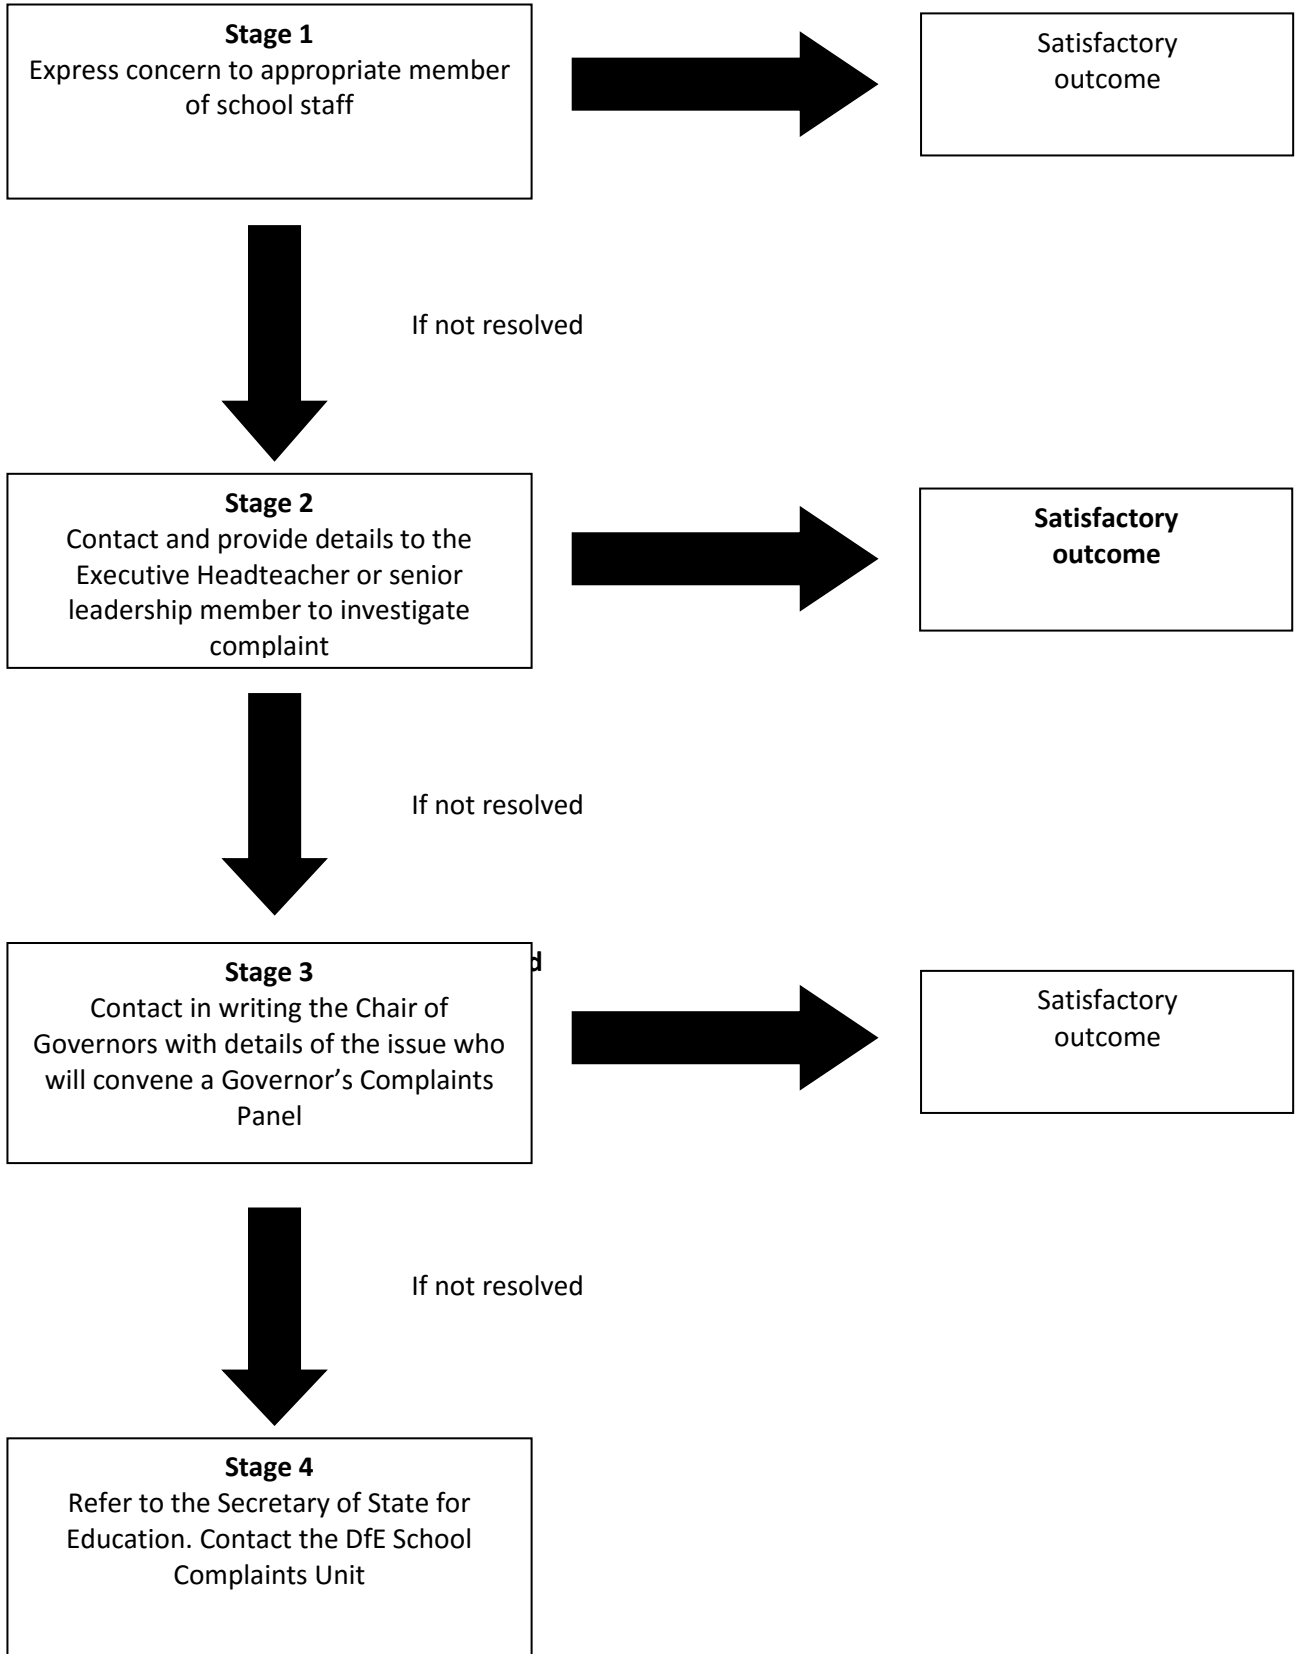 Stage 1
Express concern to appropriate member
of school staff
Satisfactory
outcome
If not resolved
Stage 2
Contact and provide details to the
Executive Headteacher or senior
leadership member to investigate
complaint
Satisfactory
outcome
If not resolved
Stage 3
Contact in writing the Chair of
Governors with details of the issue who
will convene a Governor’s Complaints
Panel
Satisfactory
outcome
If not resolved
Stage 4
Refer to the Secretary of State for
Education. Contact the DfE School
Complaints Unit